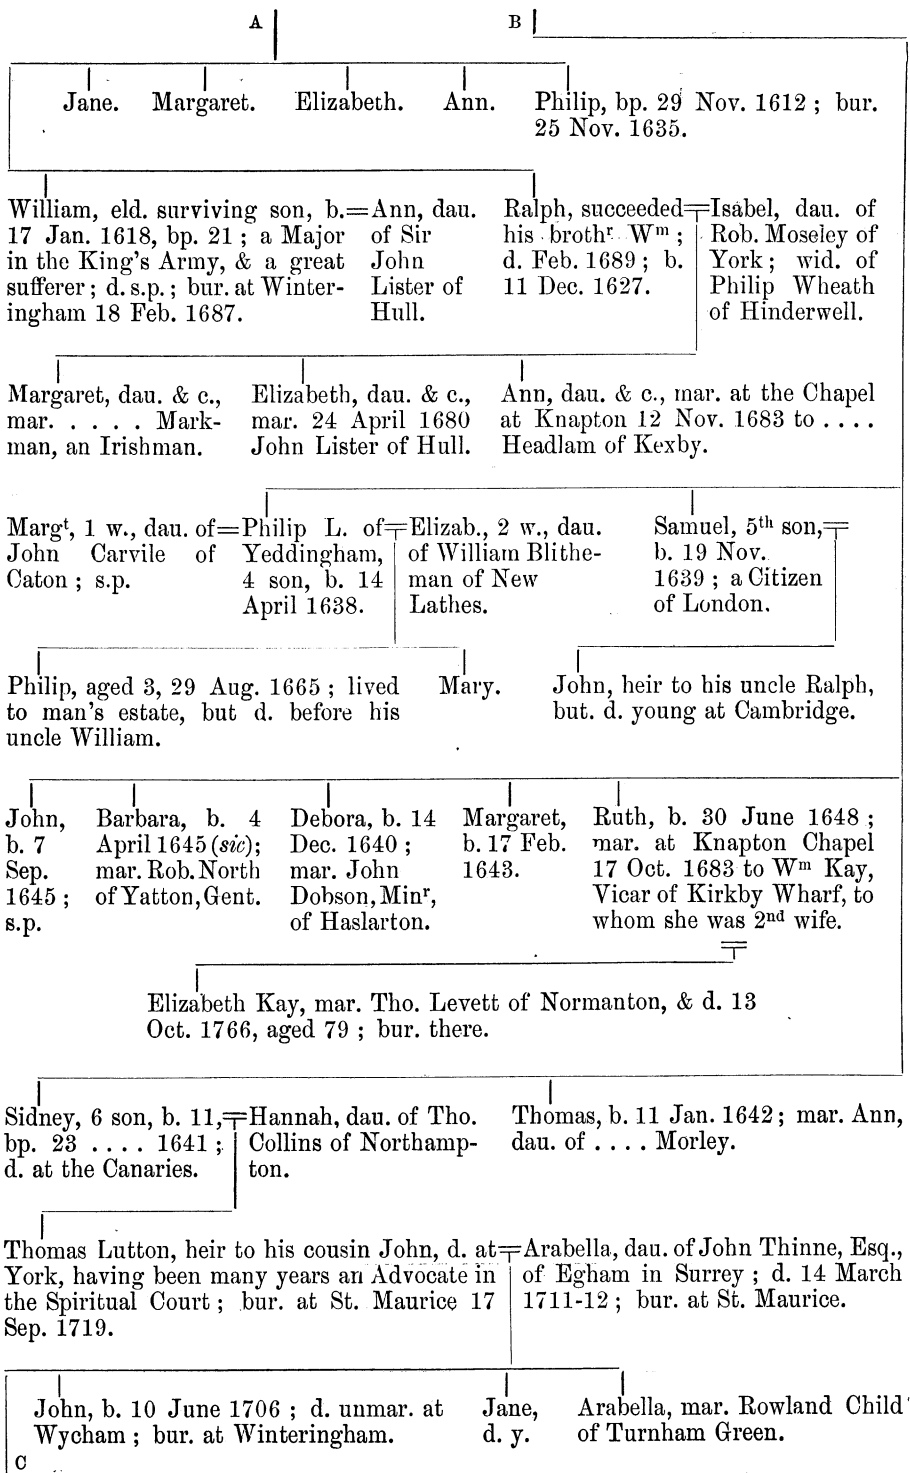 A
B
Jane.
Margaret.
Elizabeth.
Ann.
Philip, bp. 29 Nov. 1612 ; bur.
25 Nov. 1635.
William, eld. surviving son, b.=
17 Jan. 1618, bp. 21 ; a Major
in the King's Army, & a great
sufferer ; d. s.p. ; bur. at Winter-
ingham 18 Feb. 1687.
Ann, dau.
of Sir
John
Lister of
Hull.
Ralph, succeeded=
his brothʳ Wᵐ ;
d. Feb. 1689 ; b.
11 Dec. 1627.
Isabel, dau. of
Rob. Moseley of
York ; wid. of
Philip Wheath
of Hinderwell.
Margaret, dau. & c.,
mar. . . . . . Mark-
man, an Irishman.
Elizabeth, dau. & c.,
mar. 24 April 1680
John Lister of Hull.
Ann, dau. & c., mar. at the Chapel
at Knapton 12 Nov. 1683 to . . . .
Headlam of Kexby.
Margᵗ, 1 w., dau. of=
John Carvile of
Caton ; s.p.
Philip L. of=
Yeddingham,
4 son, b. 14
April 1638.
Elizab., 2 w., dau.
of William Blithe-
man of New
Lathes.
Samuel, 5ᵗʰ son,=
b. 19 Nov.
1639 ; a Citizen
of London.
Philip, aged 3, 29 Aug. 1665 ; lived
to man's estate, but d. before his
uncle William.
Mary.
John, heir to his uncle Ralph,
but. d. young at Cambridge.
John,
b. 7
Sep.
1645 ;
s.p.
Barbara, b. 4
April 1645 (sic);
mar. Rob. North
of Yatton, Gent.
Debora, b. 14
Dec. 1640 ;
mar. John
Dobson, Minʳ,
of Haslarton.
Margaret,
b. 17 Feb.
1643.
Ruth, b. 30 June 1648 ;
mar. at Knapton Chapel
17 Oct. 1683 to Wᵐ Kay,
Vicar of Kirkby Wharf, to
whom she was 2ⁿᵈ wife.
=
Elizabeth Kay, mar. Tho. Levett of Normanton, & d. 13
Oct. 1766, aged 79 ; bur. there.
Sidney, 6 son, b. 11,=
bp. 23 . . . . 1641 ;
d. at the Canaries.
Hannah, dau. of Tho.
Collins of Northamp-
ton.
Thomas, b. 11 Jan. 1642 ; mar. Ann,
dau. of . . . . Morley.
Thomas Lutton, heir to his cousin John, d. at=
York, having been many years an Advocate in
the Spiritual Court ; bur. at St. Maurice 17
Sep. 1719.
Arabella, dau. of John Thinne, Esq.,
of Egham in Surrey ; d. 14 March
1711-12 ; bur. at St. Maurice.
John, b. 10 June 1706 ; d. unmar. at
Wycham ; bur. at Winteringham.
Jane,
d. y.
Arabella, mar. Rowland Child
of Turnham Green.
C